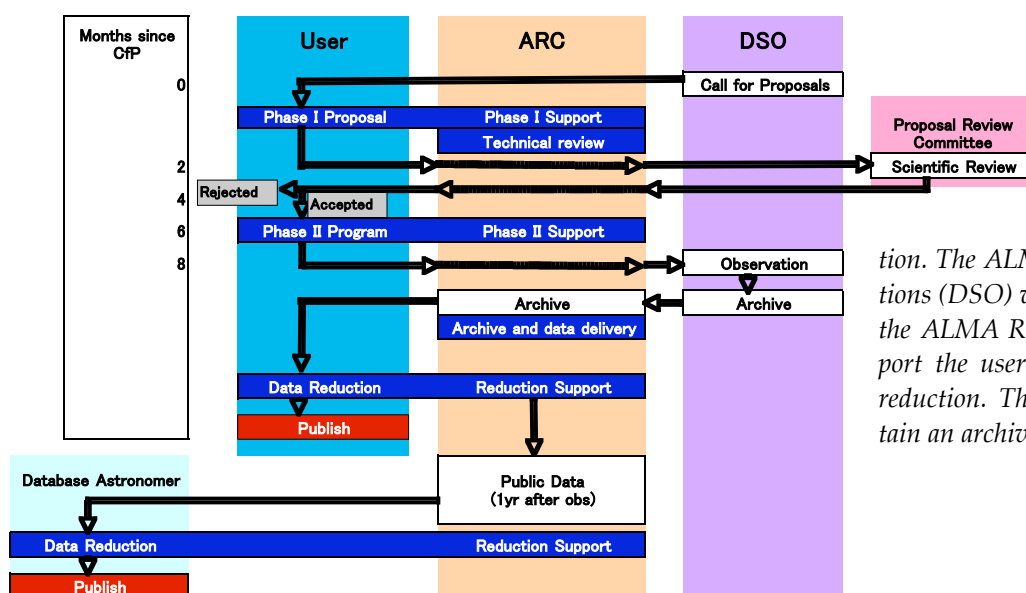 Months since
CfP
User
ARC
DSO
0
Call for Proposals
Phase I Proposal
Phase I Support
Technical review
Proposal Review
Committee
2
Scientific Review
Rejected
4
Accepted
6
Phase II Program
Phase II Support
8
Observation
Archive
Archive
Archive and data delivery
Data Reduction
Reduction Support
Publish
tion. The ALM
tions (DSO)
the ALMA R
port the user
reduction. Th
tain an archiv
Database Astronomer
Public Data
(1yr after obs)
Data Reduction
Reduction Support
Publish